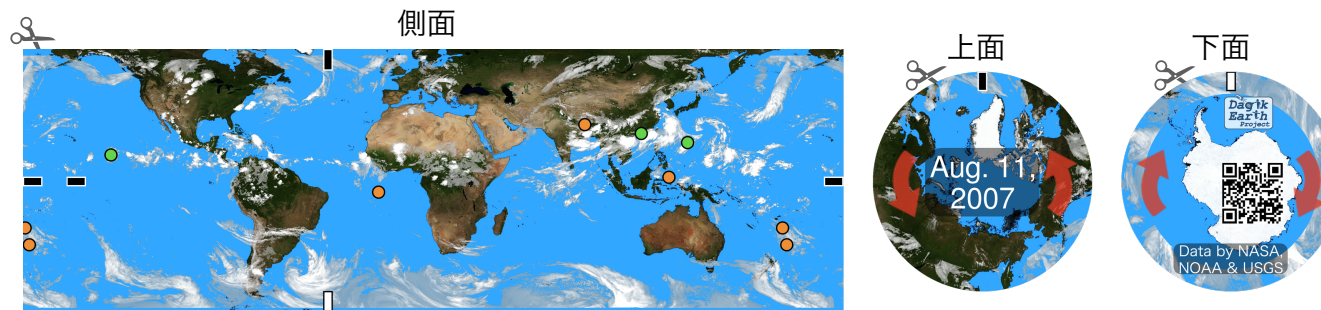 側面
上面
下面
Aug. 11,
2007
Dagik
Earth
Project
Data by NASA,
NOAA & USGS